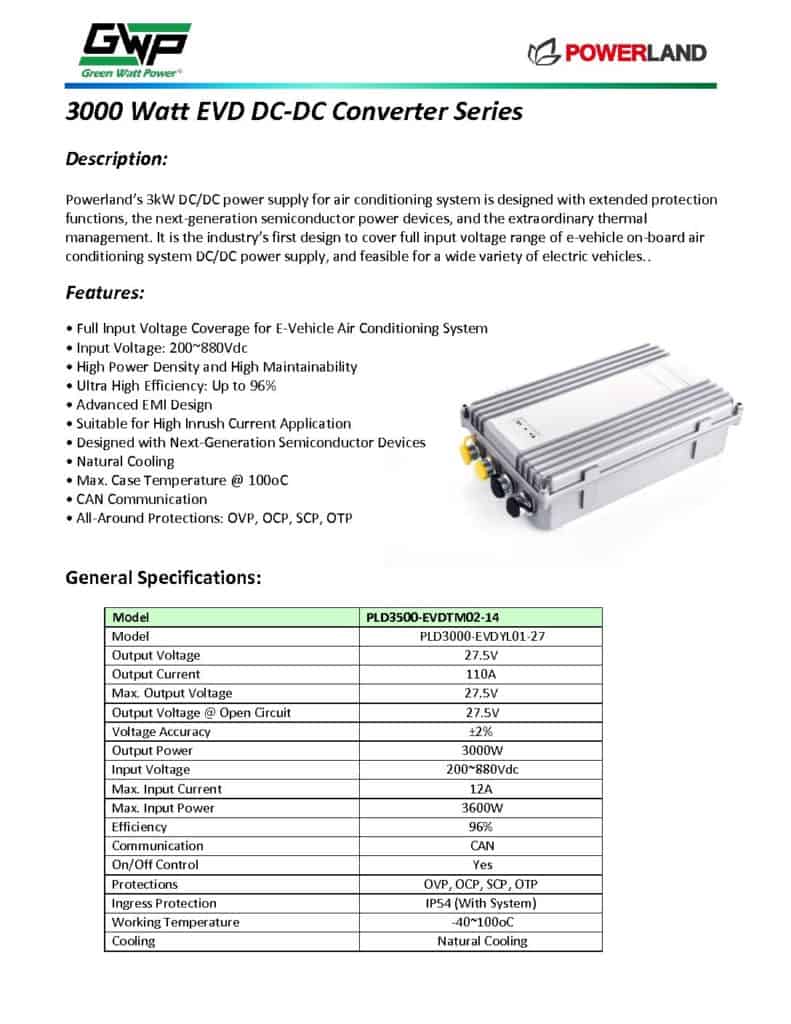 GWP
Green Watt Power®
POWERLAND
3000 Watt EVD DC-DC Converter Series
Description:
Powerland’s 3kW DC/DC power supply for air conditioning system is designed with extended protection
functions, the next-generation semiconductor power devices, and the extraordinary thermal
management. It is the industry’s first design to cover full input voltage range of e-vehicle on-board air
conditioning system DC/DC power supply, and feasible for a wide variety of electric vehicles..
Features:
• Full Input Voltage Coverage for E-Vehicle Air Conditioning System
• Input Voltage: 200~880Vdc
• High Power Density and High Maintainability
• Ultra High Efficiency: Up to 96%
• Advanced EMI Design
• Suitable for High Inrush Current Application
• Designed with Next-Generation Semiconductor Devices
• Natural Cooling
• Max. Case Temperature @ 100oC
• CAN Communication
• All-Around Protections: OVP, OCP, SCP, OTP
General Specifications:
Model PLD3500-EVDTM02-14
Model PLD3000-EVDYL01-27
Output Voltage 27.5V
Output Current 110A
Max. Output Voltage 27.5V
Output Voltage @ Open Circuit 27.5V
Voltage Accuracy ±2%
Output Power 3000W
Input Voltage 200~880Vdc
Max. Input Current 12A
Max. Input Power 3600W
Efficiency 96%
Communication CAN
On/Off Control Yes
Protections OVP, OCP, SCP, OTP
Ingress Protection IP54 (With System)
Working Temperature -40~100oC
Cooling Natural Cooling